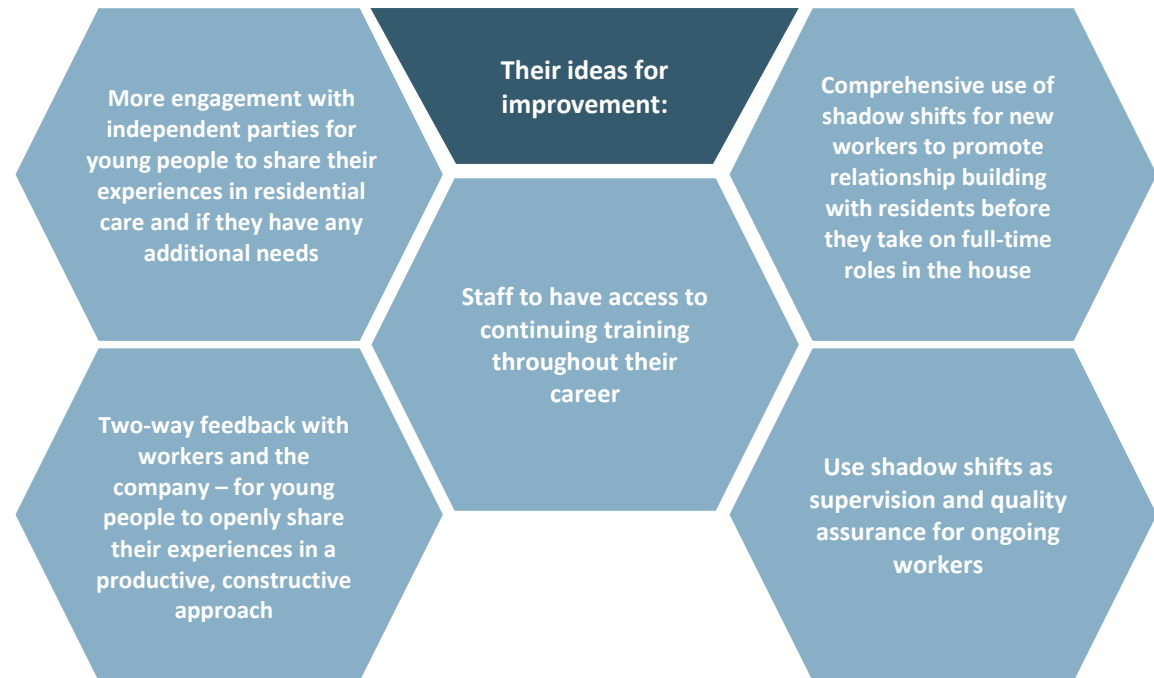 Their ideas for
improvement:
More engagement with
independent parties for
young people to share their
experiences in residential
care and if they have any
additional needs
Comprehensive use of
shadow shifts for new
workers to promote
relationship building
with residents before
they take on full-time
roles in the house
Staff to have access to
continuing training
throughout their
career
Two-way feedback with
workers and the
company – for young
people to openly share
their experiences in a
productive, constructive
approach
Use shadow shifts as
supervision and quality
assurance for ongoing
workers